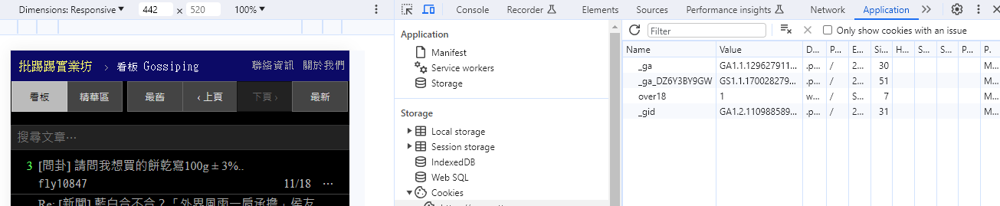 Dimensions: Responsive ▼ 442 × 520 100% ▼
Console Recorder Elements Sources Performance insights Network Application »
批踢踢實業坊 › 看板 Gossiping 聯絡資訊 關於我們
看板 精華區 最舊 ‹ 上頁 下頁 › 最新
搜尋文章⋯
3 [問卦] 請問我想買的餅乾寫100g ± 3%..
fly10847 11/18 ⋯
Re: [新聞] 藍白合不合？「外界風雨一肩承擔」侯友
Application
Manifest
Service workers
Storage
Storage
Local storage
Session storage
IndexedDB
Web SQL
Cookies
Filter Only show cookies with an issue
Name Value D... P... E... Si... H... S... S... S... P... P.
_ga GA1.1.129627911... .p... / 2... 30 M...
_ga_DZ6Y3BY9GW GS1.1.170028279... .p... / 2... 51 M...
over18 1 w... / S... 7 M...
_gid GA1.2.110988589... .p... / 2... 31 M...